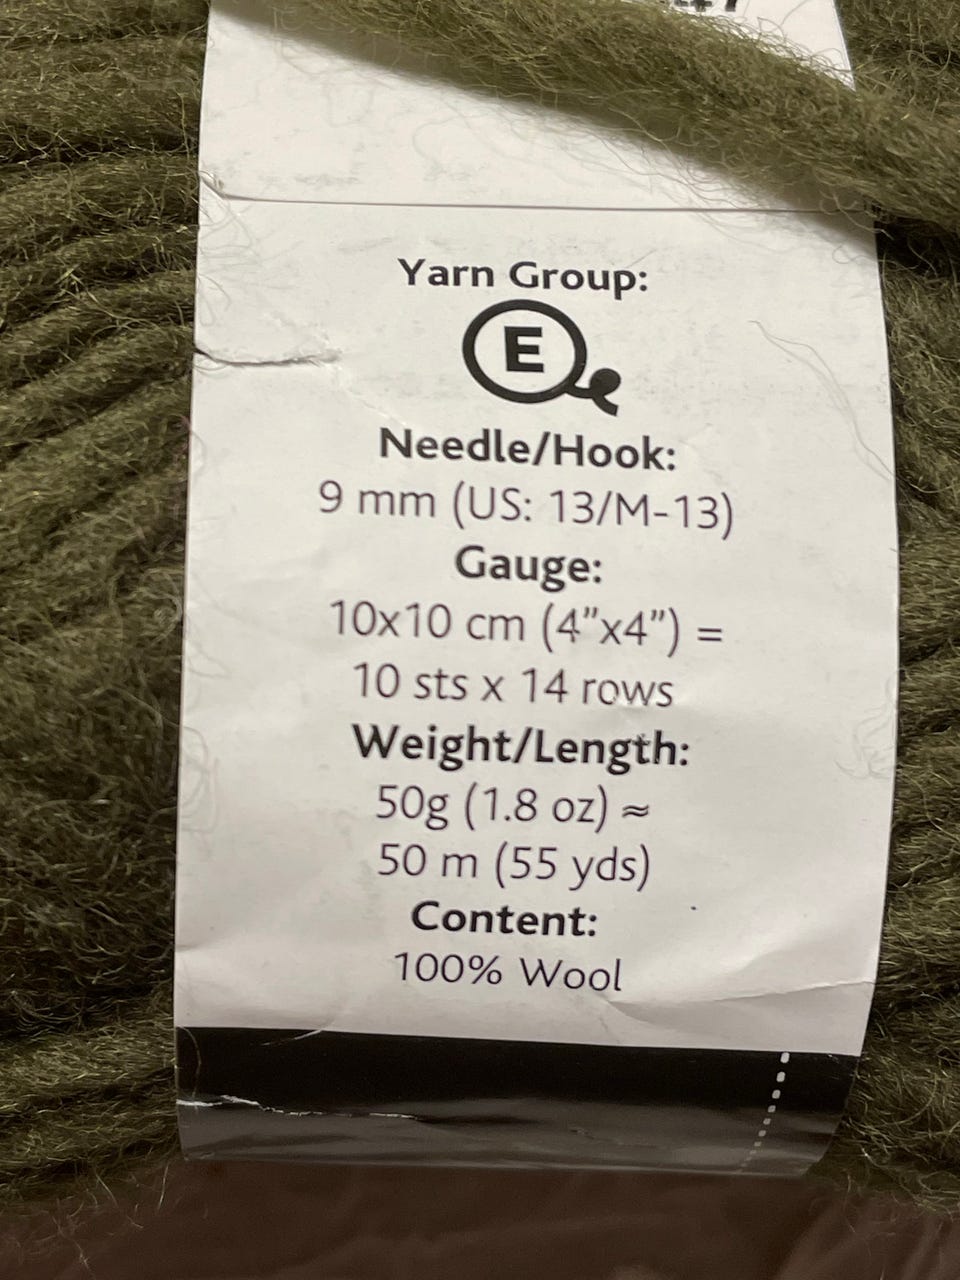 Yarn Group:
E
Needle/Hook:
9 mm (US: 13/M-13)
Gauge:
10x10 cm (4”x4”) =
10 sts x 14 rows
Weight/Length:
50g (1.8 oz) ≈
50 m (55 yds)
Content:
100% Wool